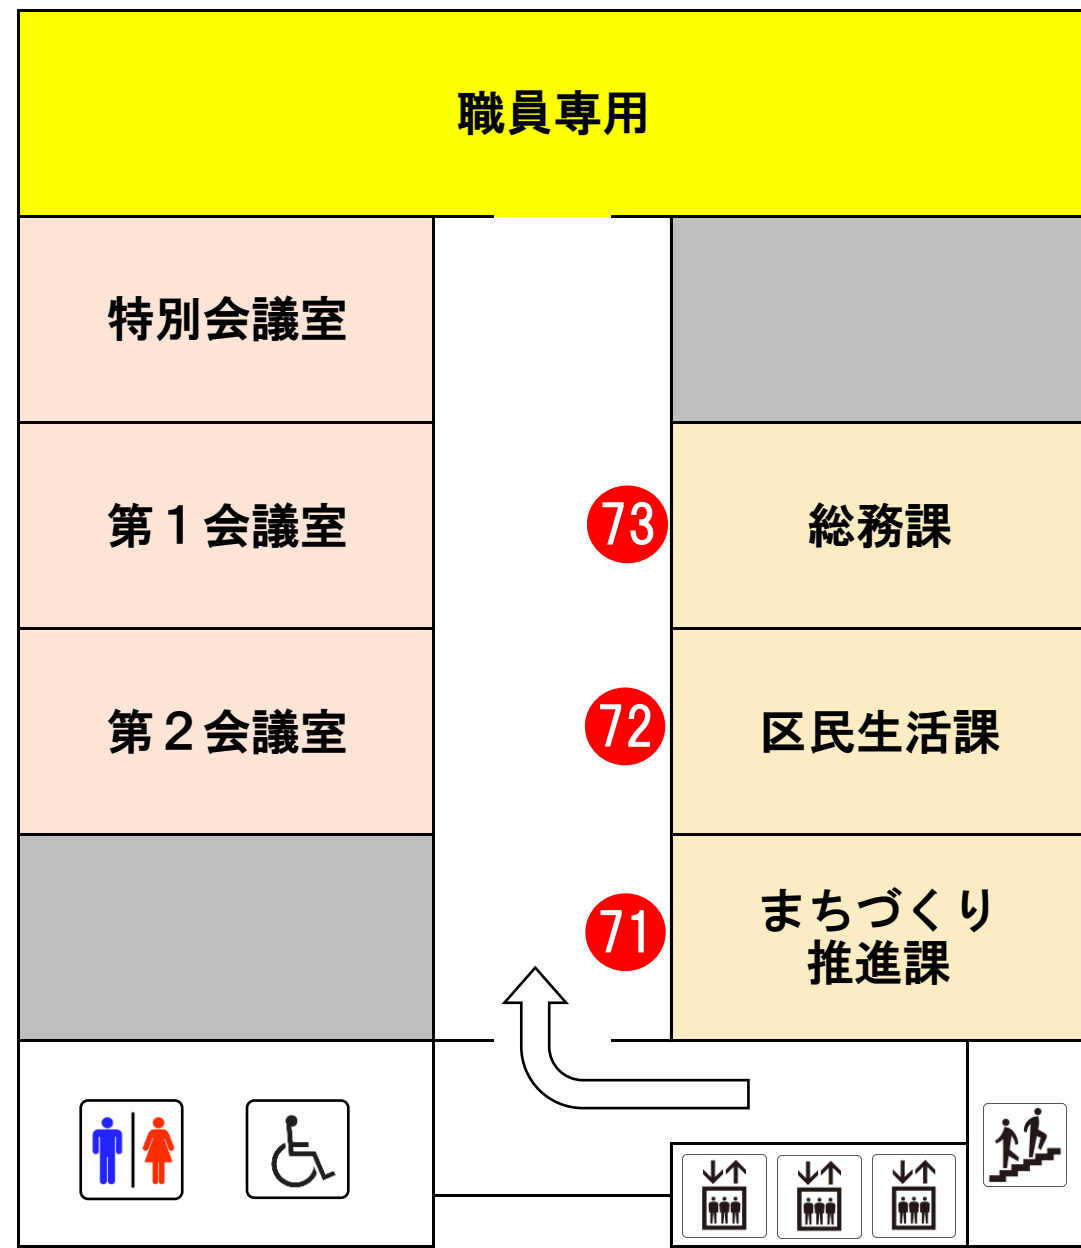 職員専用
特別会議室
第１会議室
73
総務課
第２会議室
72
区民生活課
71
まちづくり
推進課